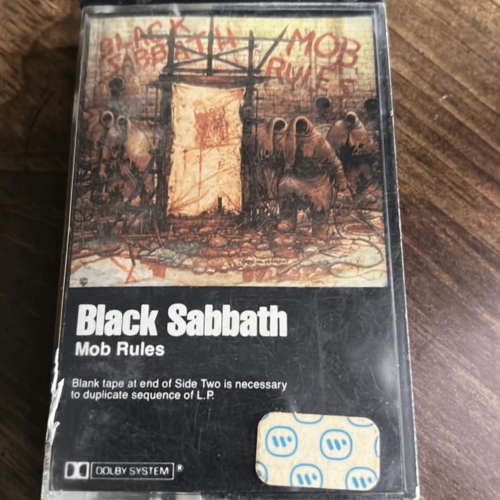 BLACK
SABBATH
MOB
RULES
Black Sabbath
Mob Rules
Blank tape at end of Side Two is necessary
to duplicate sequence of L.P.
DOLBY SYSTEM®